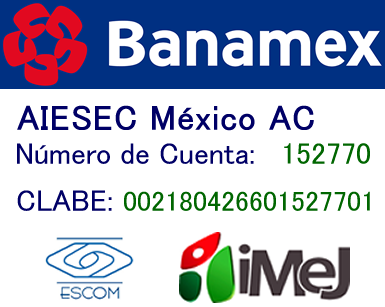 Banamex
AIESEC México AC
Número de Cuenta: 152770
CLABE: 002180426601527701
ESCOM
iMeJ